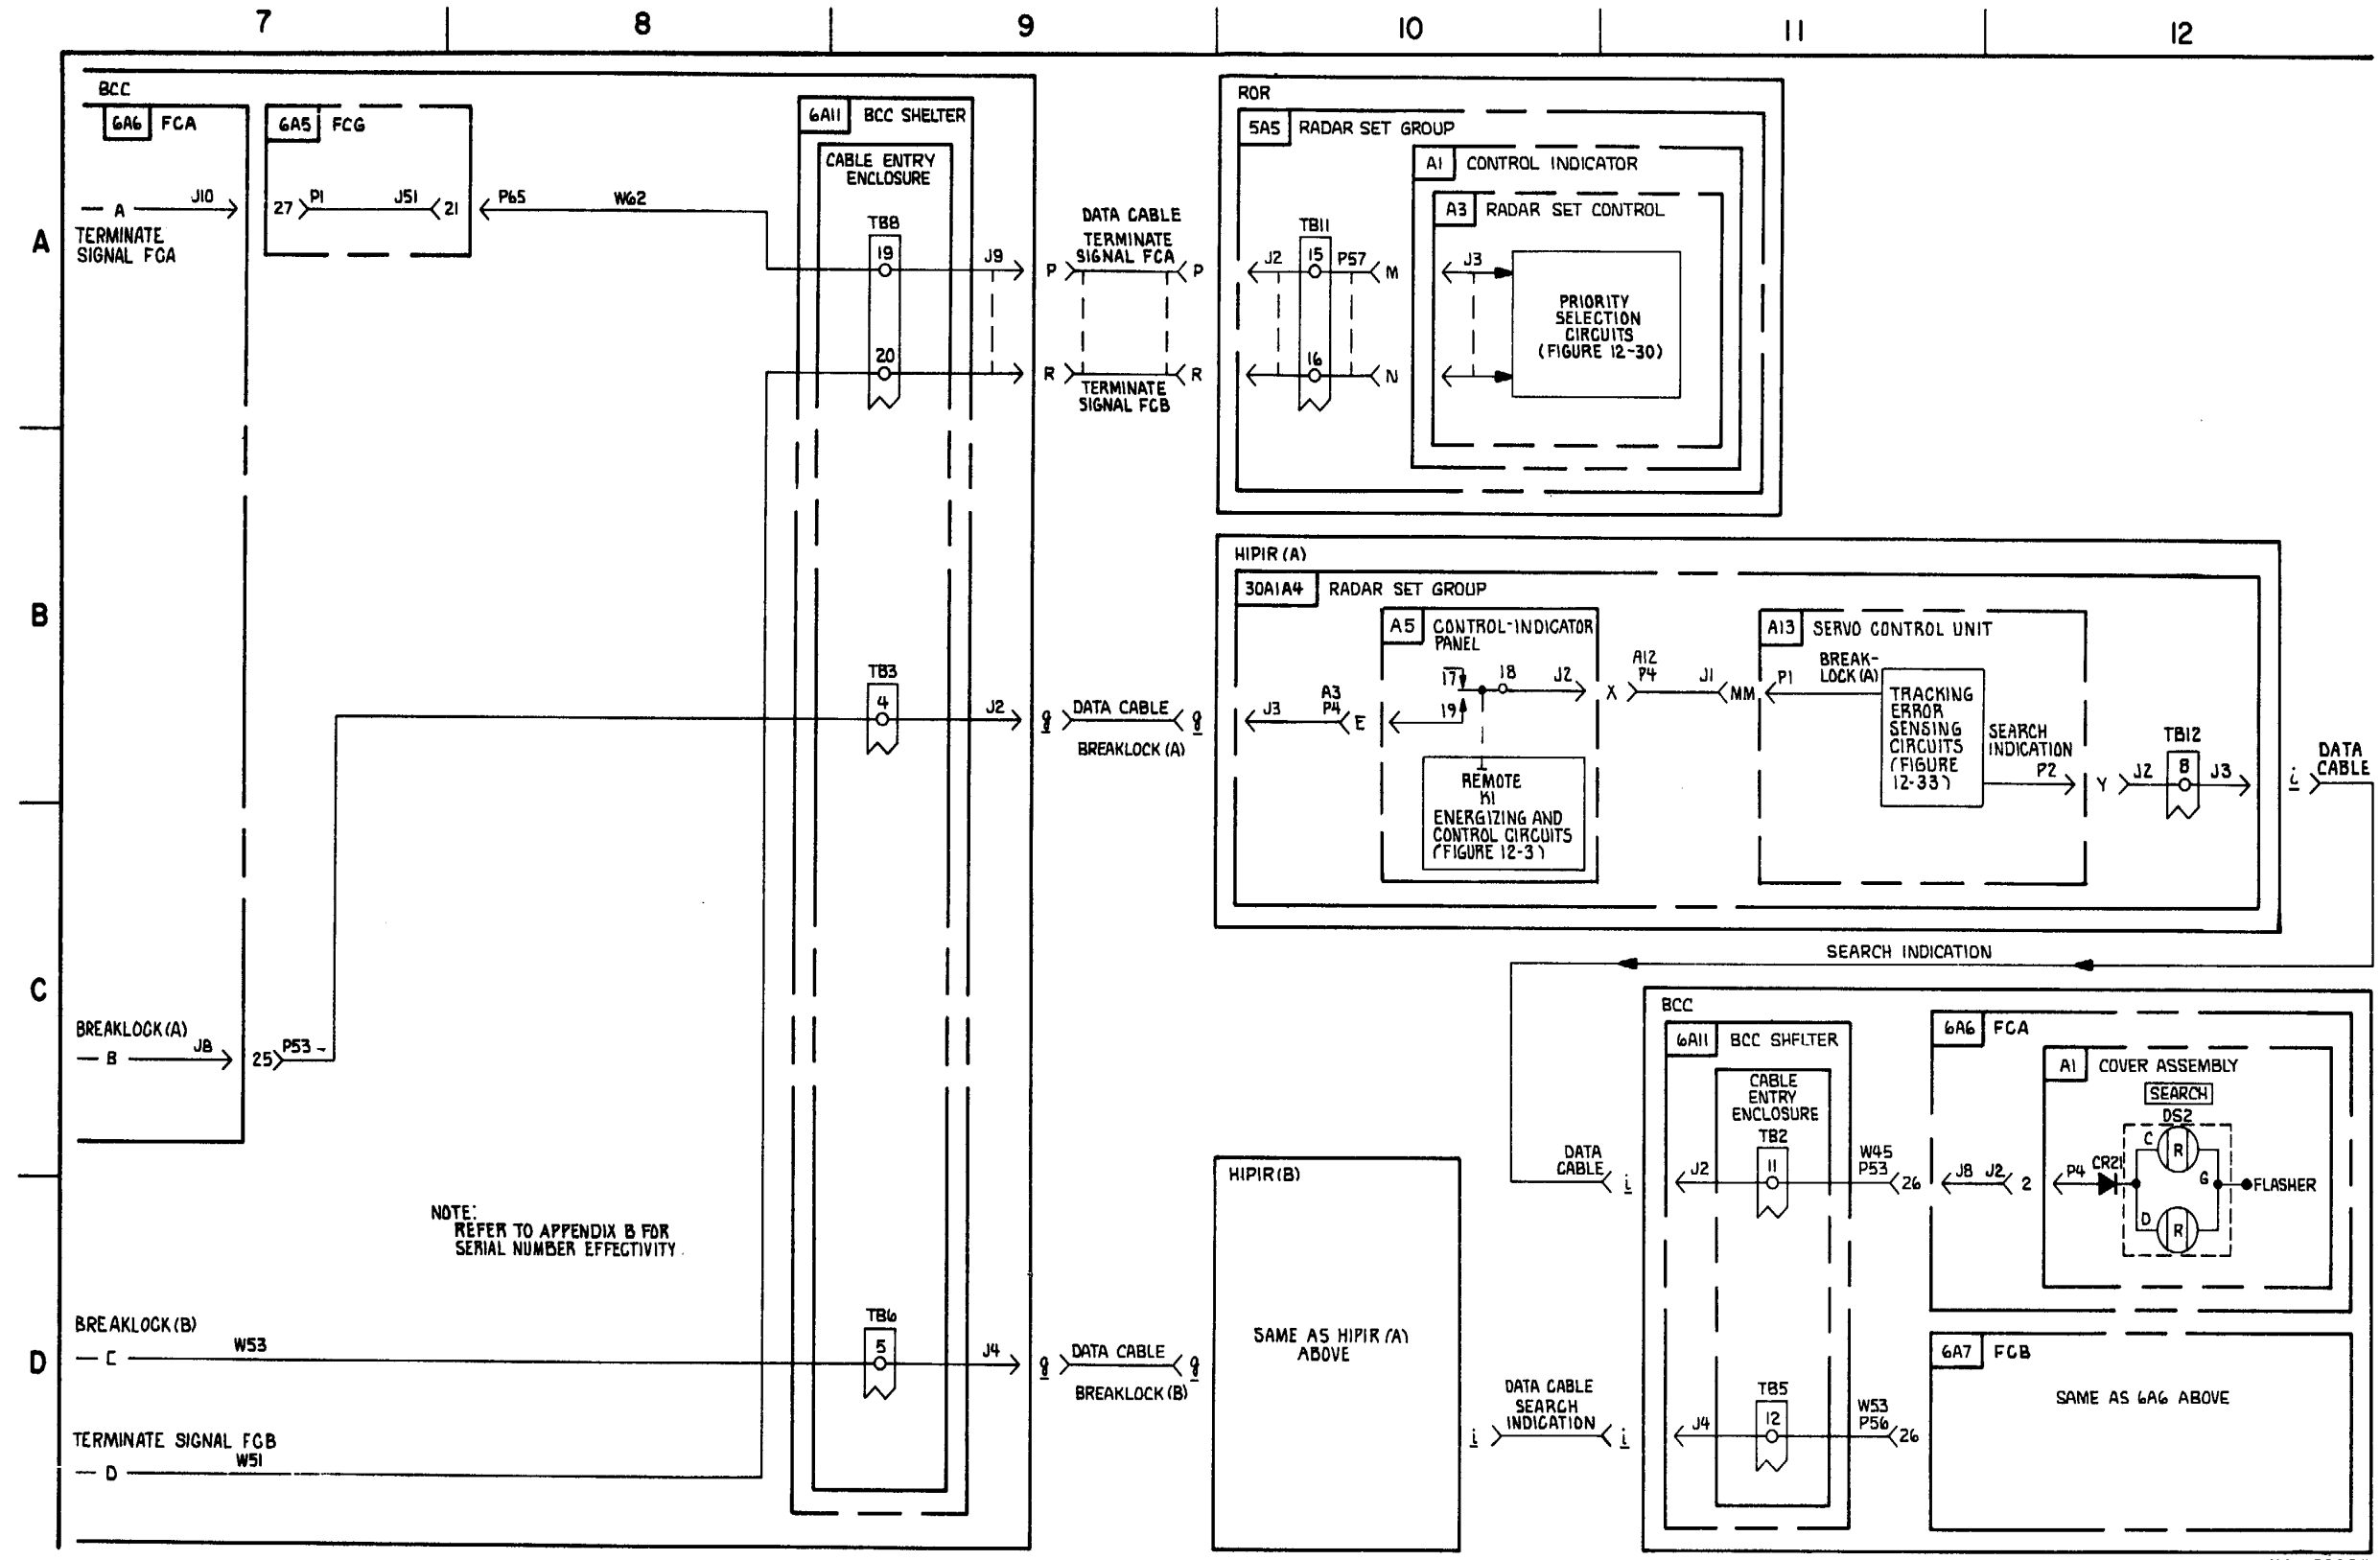 7 8 9 10 11 12
A
B
C
D
BCC
6A6 FCA
— A — J10
TERMINATE
SIGNAL FCA
6A5 FCG
27 P1 J51 21
P65 W62
6A11 BCC SHELTER
CABLE ENTRY
ENCLOSURE
TB8
19 J9
20
P P
R R
DATA CABLE
TERMINATE
SIGNAL FCA
TERMINATE
SIGNAL FCB
ROR
5A5 RADAR SET GROUP
A1 CONTROL INDICATOR
A3 RADAR SET CONTROL
TB11
J2 15 P57 M
16 N
J3
PRIORITY
SELECTION
CIRCUITS
(FIGURE 12-30)
TB3
4 J2
g DATA CABLE g
BREAKLOCK (A)
HIPIR (A)
30A1A4 RADAR SET GROUP
J3 A3
P4 E
A5 CONTROL-INDICATOR
PANEL
17 18 J2
19
REMOTE
K1
ENERGIZING AND
CONTROL CIRCUITS
(FIGURE 12-3)
X A12
P4 J1 MM
A13 SERVO CONTROL UNIT
P1 BREAK-
LOCK (A)
TRACKING
ERROR
SENSING
CIRCUITS
(FIGURE
12-33)
SEARCH
INDICATION
P2
Y J2 TB12
8 J3
i DATA
CABLE
SEARCH INDICATION
BREAKLOCK (A)
— B — J8
25 P53
NOTE:
REFER TO APPENDIX B FOR
SERIAL NUMBER EFFECTIVITY.
BREAKLOCK (B)
— C — W53
TB6
5 J4
g DATA CABLE g
BREAKLOCK (B)
TERMINATE SIGNAL FCB
— D — W51
HIPIR (B)
SAME AS HIPIR (A)
ABOVE
DATA
CABLE i
DATA CABLE
SEARCH
INDICATION
i i
BCC
6A11 BCC SHELTER
CABLE
ENTRY
ENCLOSURE
TB2
J2 11
W45
P53 26
TB5
J4 12
W53
P56 26
6A6 FCA
J8 J2 2
A1 COVER ASSEMBLY
SEARCH
DS2
P4 CR21
C R
G FLASHER
D R
6A7 FCB
SAME AS 6A6 ABOVE